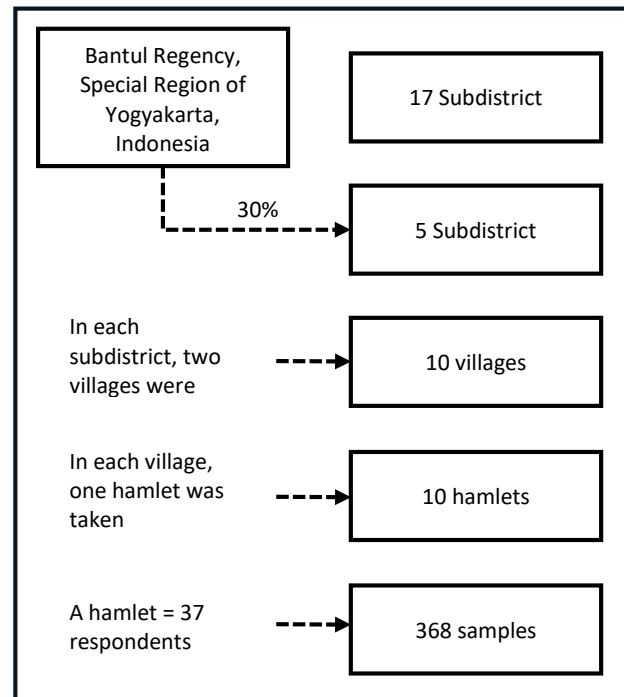 Bantul Regency,
Special Region of
Yogyakarta,
Indonesia
17 Subdistrict
30%
5 Subdistrict
In each
subdistrict, two
villages were
10 villages
In each village,
one hamlet was
taken
10 hamlets
A hamlet = 37
respondents
368 samples